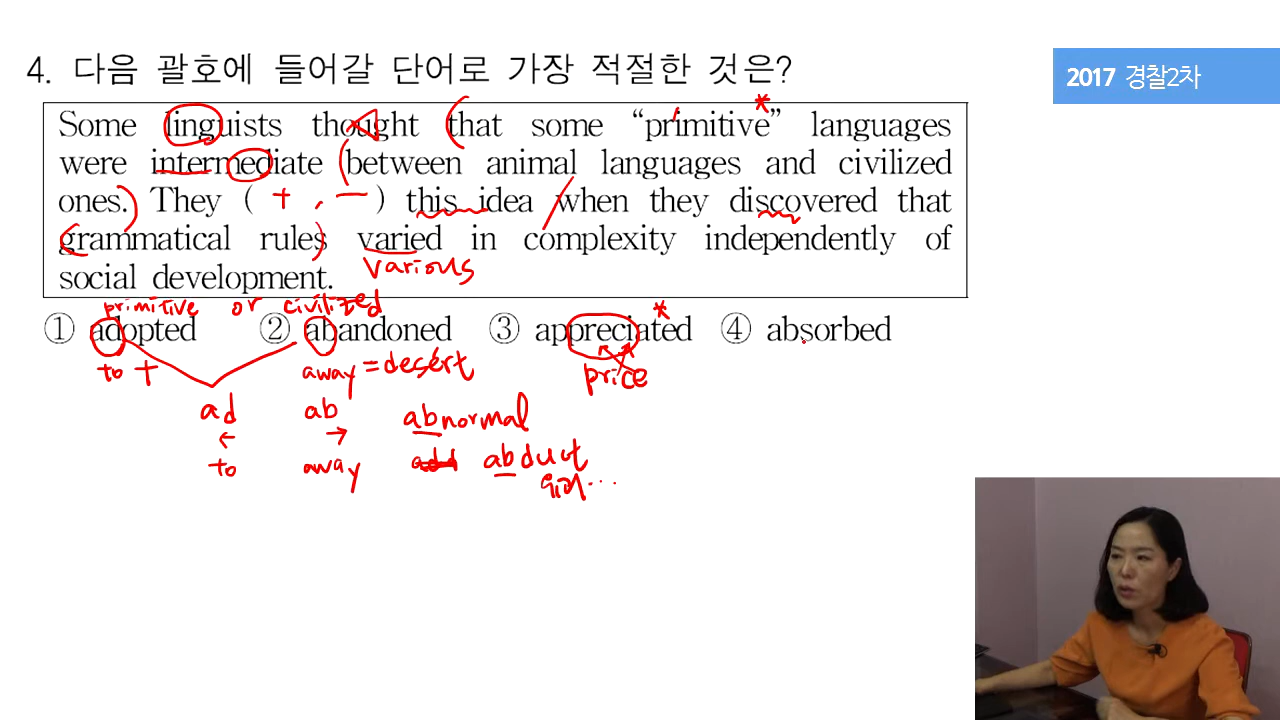 4. 다음 괄호에 들어갈 단어로 가장 적절한 것은?
2017 경찰2차
Some linguists thought that some “primitive” languages
were intermediate between animal languages and civilized
ones. They ( + , − ) this idea when they discovered that
grammatical rules varied in complexity independently of
various
social development.
primitive or civilized
① adopted ② abandoned ③ appreciated ④ absorbed
to + away = desert price
ad ab abnormal
← →
to away abduct